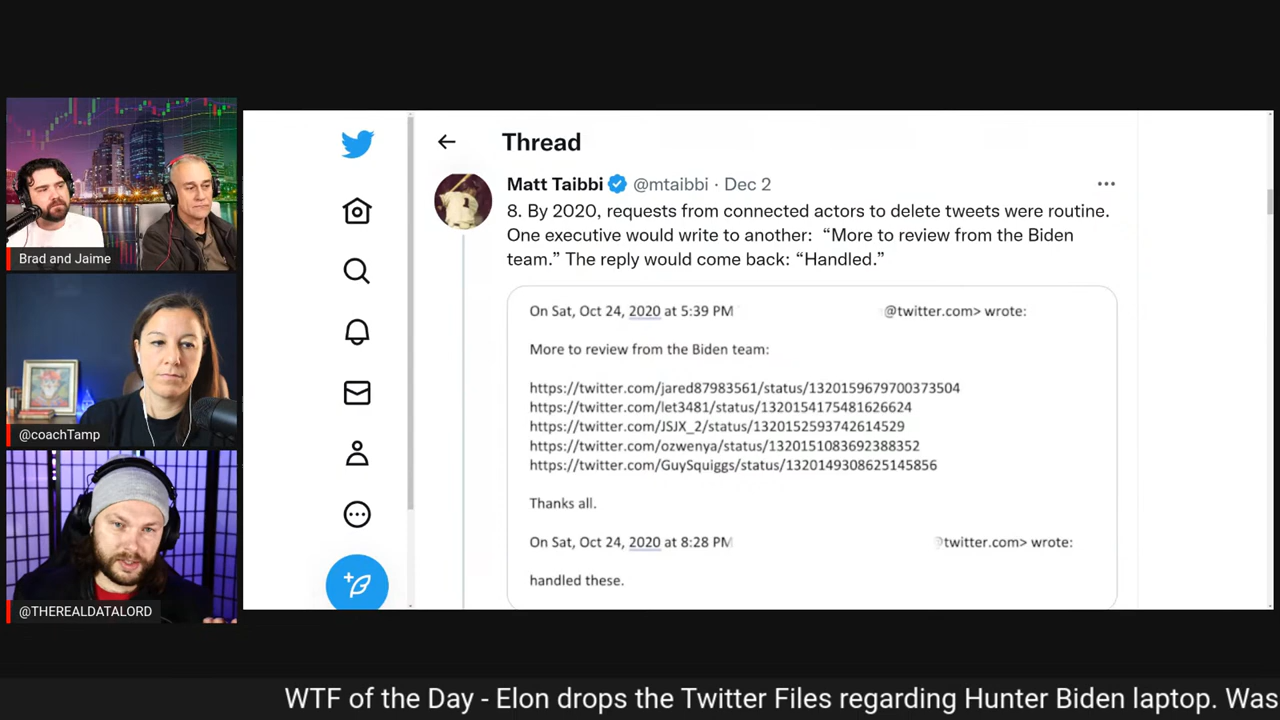 Brad and Jaime
@coachTamp
@THEREALDATALORD
Thread
Matt Taibbi @mtaibbi · Dec 2
8. By 2020, requests from connected actors to delete tweets were routine.
One executive would write to another: “More to review from the Biden
team.” The reply would come back: “Handled.”
On Sat, Oct 24, 2020 at 5:39 PM @twitter.com> wrote:
More to review from the Biden team:
https://twitter.com/jared87983561/status/1320159679700373504
https://twitter.com/let3481/status/1320154175481626624
https://twitter.com/JSJX_2/status/1320152593742614529
https://twitter.com/ozwenya/status/1320151083692388352
https://twitter.com/GuySquiggs/status/1320149308625145856
Thanks all.
On Sat, Oct 24, 2020 at 8:28 PM @twitter.com> wrote:
handled these.
WTF of the Day - Elon drops the Twitter Files regarding Hunter Biden laptop. Was